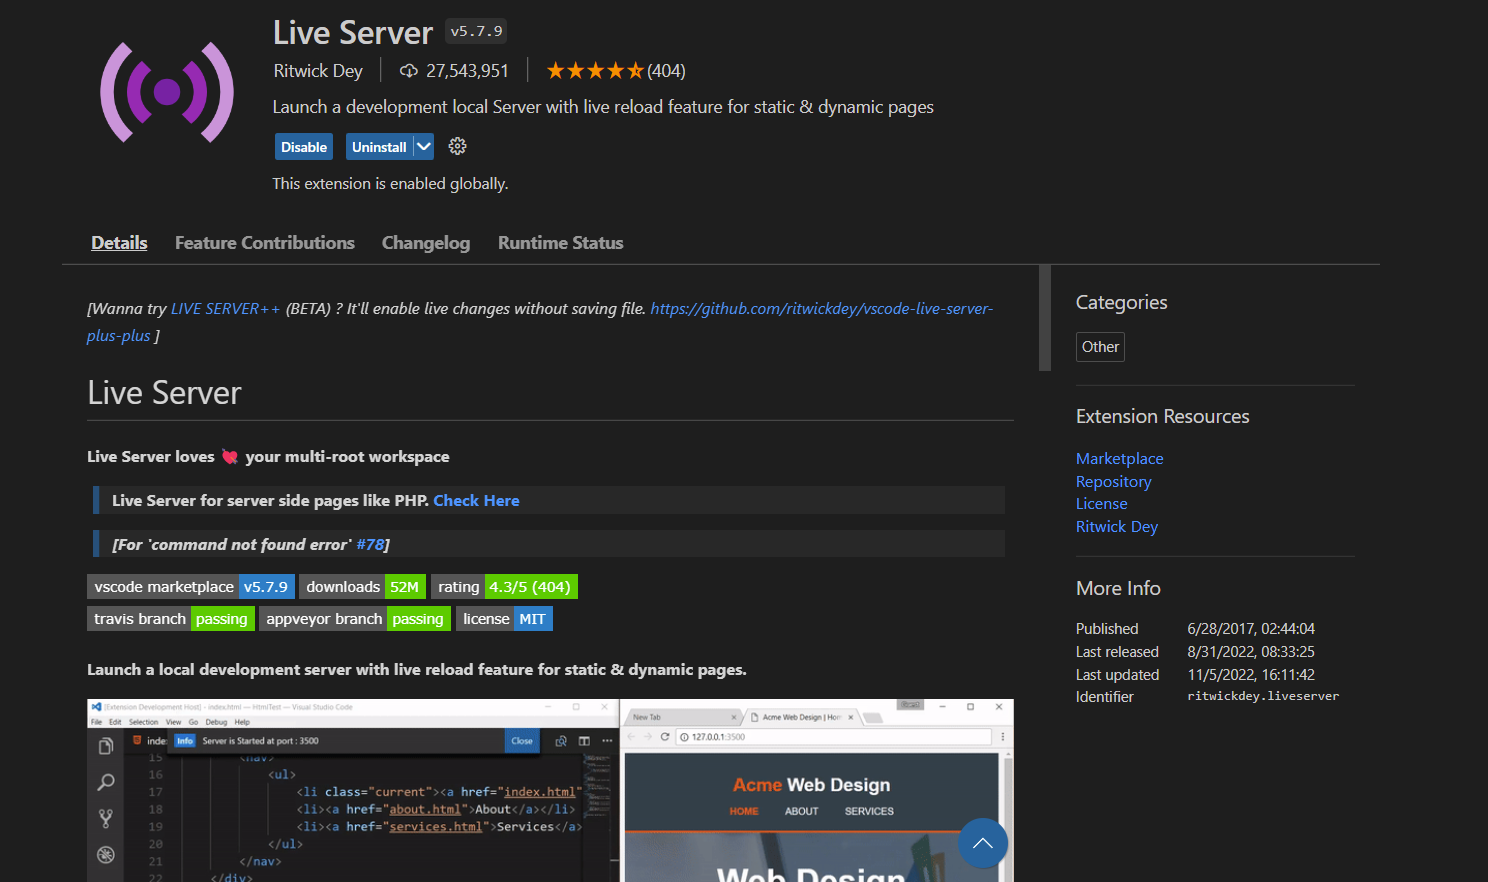 Live Server v5.7.9
Ritwick Dey 27,543,951 (404)
Launch a development local Server with live reload feature for static & dynamic pages
Disable Uninstall
This extension is enabled globally.
Details Feature Contributions Changelog Runtime Status
[Wanna try LIVE SERVER++ (BETA) ? It'll enable live changes without saving file. https://github.com/ritwickdey/vscode-live-server-
plus-plus ]
Live Server
Live Server loves 💘 your multi-root workspace
Live Server for server side pages like PHP. Check Here
[For `command not found error` #78]
vscode marketplace v5.7.9 downloads 52M rating 4.3/5 (404)
travis branch passing appveyor branch passing license MIT
Launch a local development server with live reload feature for static & dynamic pages.
[Extension Development Host] - index.html — HtmlTest — Visual Studio Code
File Edit Selection View Go Debug Help
inde: Info Server is Started at port : 3500 Close
15 <nav>
16 <ul>
17 <li class="current"><a href="index.html"
18 <li><a href="about.html">About</a></li>
19 <li><a href="services.html">Services</a>
20 </ul>
21 </nav>
22 </div>
Guest
New Tab Acme Web Design | Hom
127.0.0.1:3500
Acme Web Design
HOME ABOUT SERVICES
Web Design
Categories
Other
Extension Resources
Marketplace
Repository
License
Ritwick Dey
More Info
Published 6/28/2017, 02:44:04
Last released 8/31/2022, 08:33:25
Last updated 11/5/2022, 16:11:42
Identifier ritwickdey.liveserver